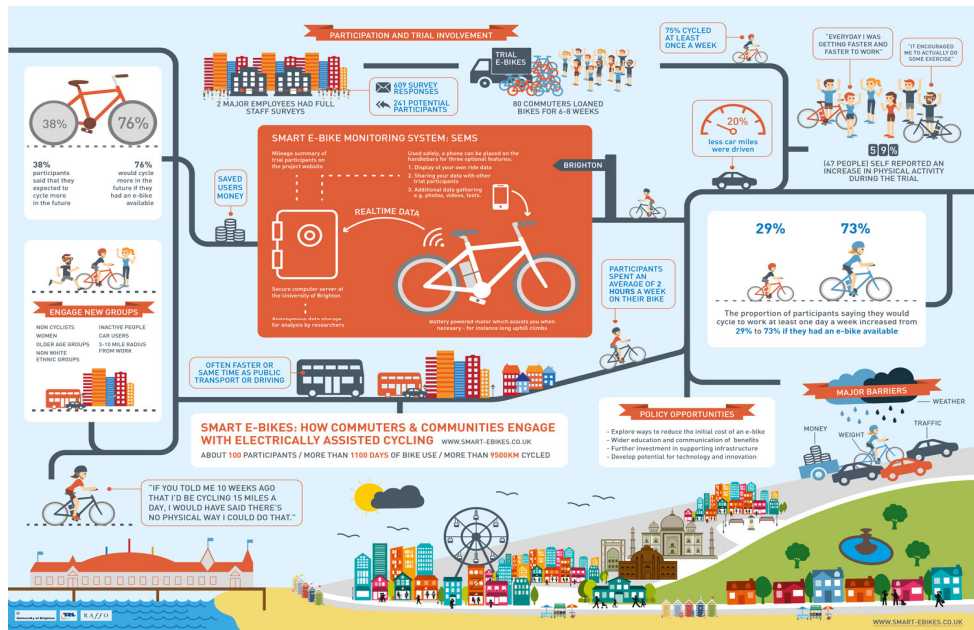 PARTICIPATION AND TRIAL INVOLVEMENT
2 MAJOR EMPLOYEES HAD FULL
STAFF SURVEYS
609 SURVEY
RESPONSES
241 POTENTIAL
PARTICIPANTS
TRIAL
E-BIKES
80 COMMUTERS LOANED
BIKES FOR 6-8 WEEKS
75% CYCLED
AT LEAST
ONCE A WEEK
"EVERYDAY I WAS
GETTING FASTER AND
FASTER TO WORK"
"IT ENCOURAGED
ME TO ACTUALLY DO
SOME EXERCISE"
20%
less car miles
were driven
59%
(47 PEOPLE) SELF REPORTED AN
INCREASE IN PHYSICAL ACTIVITY
DURING THE TRIAL
38%
76%
38%
participants
said that they
expected to
cycle more
in the future
76%
would cycle
more in the
future if they
had an e-bike
available
SAVED
USERS
MONEY
SMART E-BIKE MONITORING SYSTEM: SEMS
Mileage summary of
trial participants on
the project website
Used safely, a phone can be placed on the
handlebars for three optional features:
1. Display of your own ride data
2. Sharing your data with other
trial participants
3. Additional data gathering
e.g. photos, videos, texts.
REALTIME DATA
Secure computer server at
the University of Brighton
Anonymous data storage
for analysis by researchers
Battery powered motor which assists you when
necessary - for instance long uphill climbs
BRIGHTON
PARTICIPANTS
SPENT AN
AVERAGE OF 2
HOURS A WEEK
ON THEIR BIKE
29%
73%
The proportion of participants saying they would
cycle to work at least one day a week increased from
29% to 73% if they had an e-bike available
ENGAGE NEW GROUPS
NON CYCLISTS
WOMEN
OLDER AGE GROUPS
NON WHITE
ETHNIC GROUPS
INACTIVE PEOPLE
CAR USERS
3-10 MILE RADIUS
FROM WORK
OFTEN FASTER OR
SAME TIME AS PUBLIC
TRANSPORT OR DRIVING
SMART E-BIKES: HOW COMMUTERS & COMMUNITIES ENGAGE
WITH ELECTRICALLY ASSISTED CYCLING WWW.SMART-EBIKES.CO.UK
ABOUT 100 PARTICIPANTS / MORE THAN 1100 DAYS OF BIKE USE / MORE THAN 9500KM CYCLED
POLICY OPPORTUNITIES
- Explore ways to reduce the initial cost of an e-bike
- Wider education and communication of benefits
- Further investment in supporting infrastructure
- Develop potential for technology and innovation
MAJOR BARRIERS
WEATHER
TRAFFIC
MONEY
WEIGHT
"IF YOU TOLD ME 10 WEEKS AGO
THAT I'D BE CYCLING 15 MILES A
DAY, I WOULD HAVE SAID THERE'S
NO PHYSICAL WAY I COULD DO THAT."
University of Brighton
RAFFO
WWW.SMART-EBIKES.CO.UK